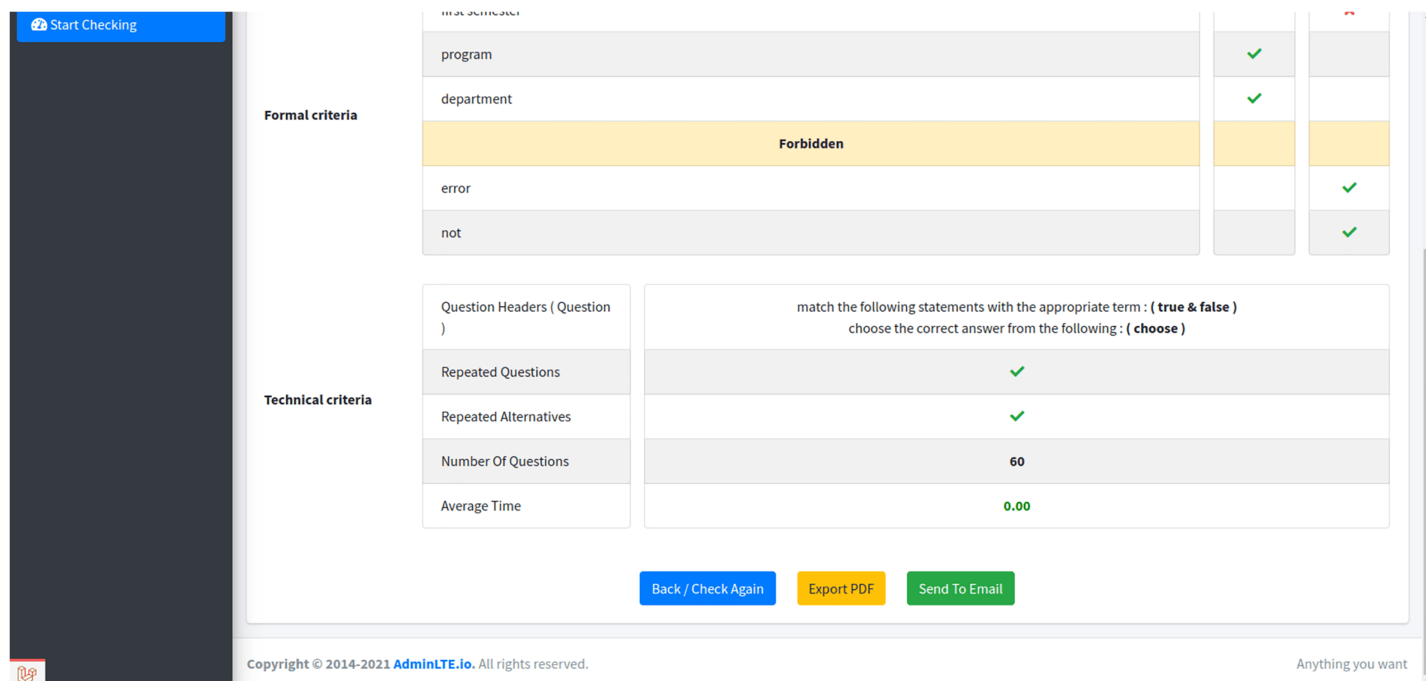 Start Checking
first semester
program
department
Formal criteria
Forbidden
error
not
Question Headers ( Question
)
match the following statements with the appropriate term : ( true & false )
choose the correct answer from the following : ( choose )
Repeated Questions
Technical criteria
Repeated Alternatives
Number Of Questions
60
Average Time
0.00
Back / Check Again
Export PDF
Send To Email
Copyright © 2014-2021 AdminLTE.io. All rights reserved.
Anything you want